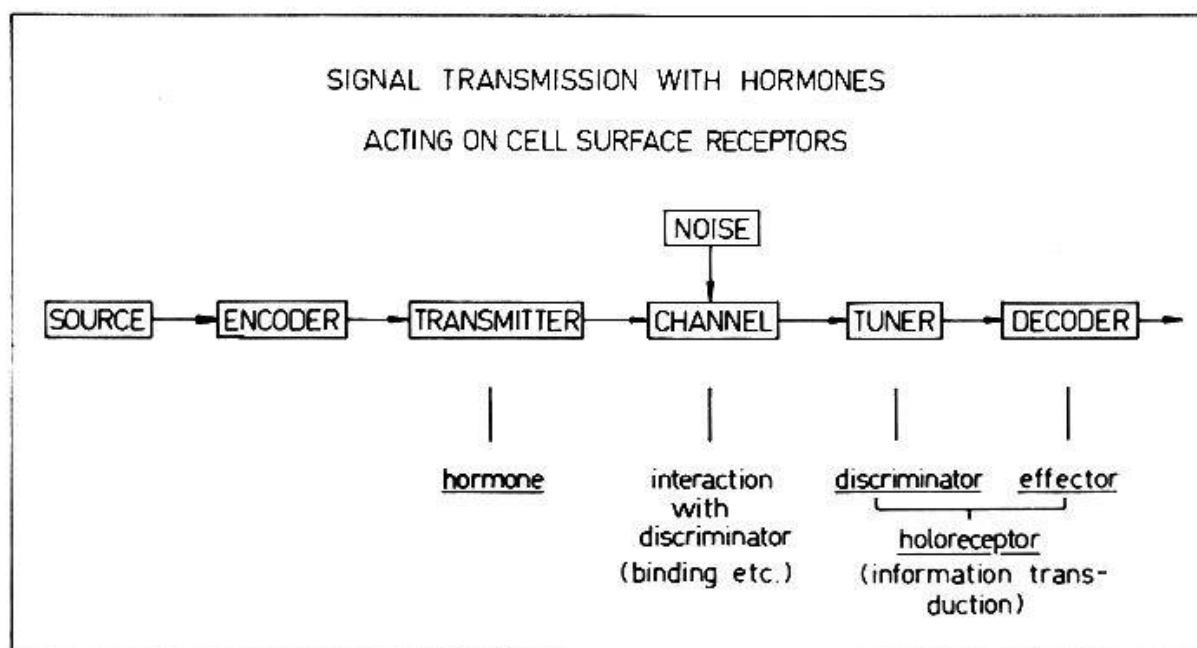 SIGNAL TRANSMISSION WITH HORMONES
ACTING ON CELL SURFACE RECEPTORS
NOISE
SOURCE
ENCODER
TRANSMITTER
CHANNEL
TUNER
DECODER
hormone
interaction
with
discriminator
(binding etc.)
discriminator
effector
holoreceptor
(information trans-
duction)